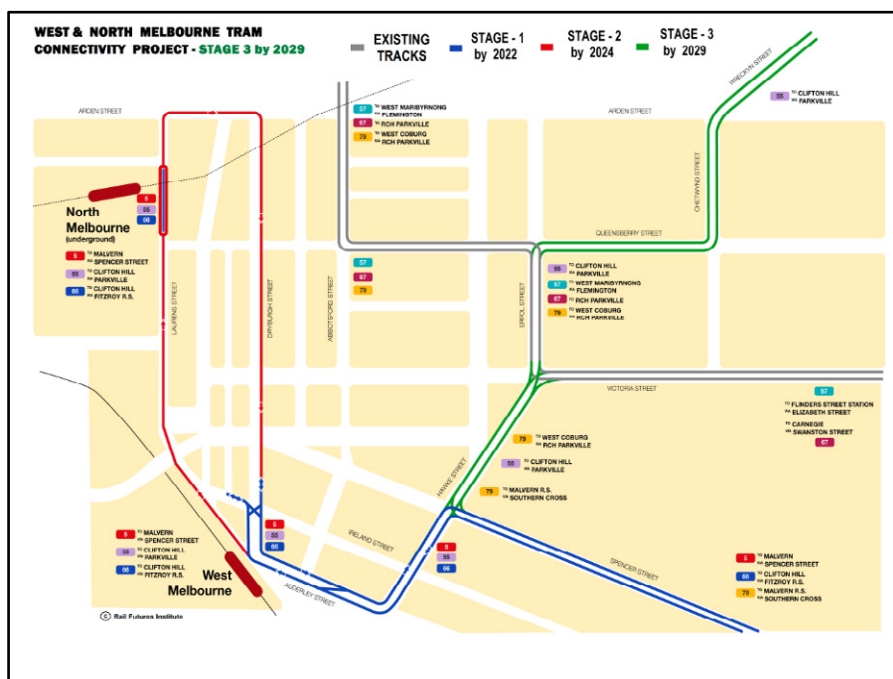 WEST & NORTH MELBOURNE TRAM
CONNECTIVITY PROJECT - STAGE 3 by 2029
EXISTING
TRACKS
STAGE - 1
by 2022
STAGE - 2
by 2024
STAGE - 3
by 2029
WRECKYN STREET
55 TO CLIFTON HILL
VIA PARKVILLE
ARDEN STREET
57 TO WEST MARIBYRNONG
VIA FLEMINGTON
67 TO RCH PARKVILLE
79 TO WEST COBURG
VIA RCH PARKVILLE
ARDEN STREET
CHETWYND STREET
5
55
66
North
Melbourne
(underground)
5 TO MALVERN
VIA SPENCER STREET
55 TO CLIFTON HILL
VIA PARKVILLE
66 TO CLIFTON HILL
VIA FITZROY R.S.
QUEENSBERRY STREET
LAURENS STREET
DRYBURGH STREET
ABBOTSFORD STREET
57
67
79
ERROL STREET
55 TO CLIFTON HILL
VIA PARKVILLE
57 TO WEST MARIBYRNONG
VIA FLEMINGTON
67 TO RCH PARKVILLE
79 TO WEST COBURG
VIA RCH PARKVILLE
VICTORIA STREET
57
TO FLINDERS STREET STATION
VIA ELIZABETH STREET
TO CARNEGIE
VIA SWANSTON STREET
67
79 TO WEST COBURG
VIA RCH PARKVILLE
55 TO CLIFTON HILL
VIA PARKVILLE
79 TO MALVERN R.S.
VIA SOUTHERN CROSS
HAWKE STREET
IRELAND STREET
SPENCER STREET
5
55
66
5
55
66
5 TO MALVERN
VIA SPENCER STREET
55 TO CLIFTON HILL
VIA PARKVILLE
66 TO CLIFTON HILL
VIA FITZROY R.S.
West
Melbourne
ADDERLEY STREET
5 TO MALVERN
VIA SPENCER STREET
66 TO CLIFTON HILL
VIA FITZROY R.S.
79 TO MALVERN R.S.
VIA SOUTHERN CROSS
© Rail Futures Institute